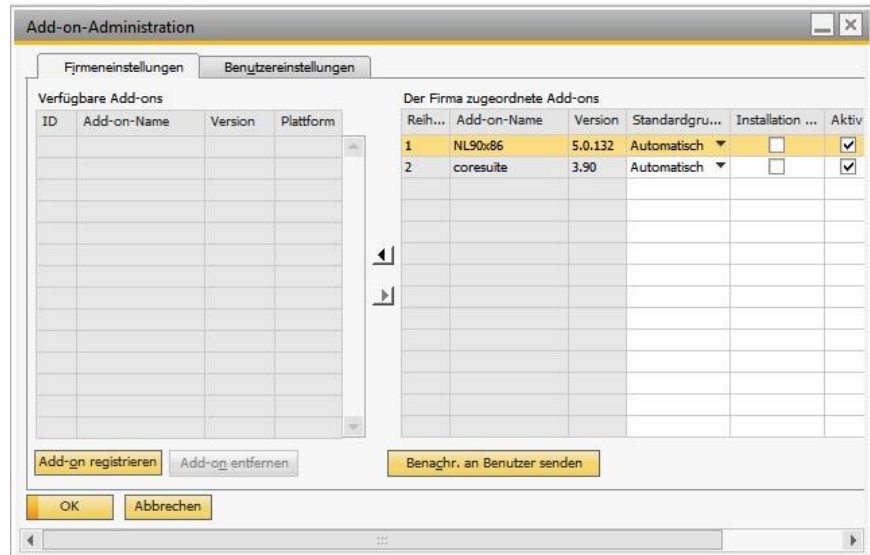 Add-on-Administration
Firmeneinstellungen Benutzereinstellungen
Verfügbare Add-ons
ID Add-on-Name Version Plattform
Der Firma zugeordnete Add-ons
Reih... Add-on-Name Version Standardgru... Installation ... Aktiv
1 NL90x86 5.0.132 Automatisch
2 coresuite 3.90 Automatisch
Add-on registrieren Add-on entfernen Benachr. an Benutzer senden
OK Abbrechen